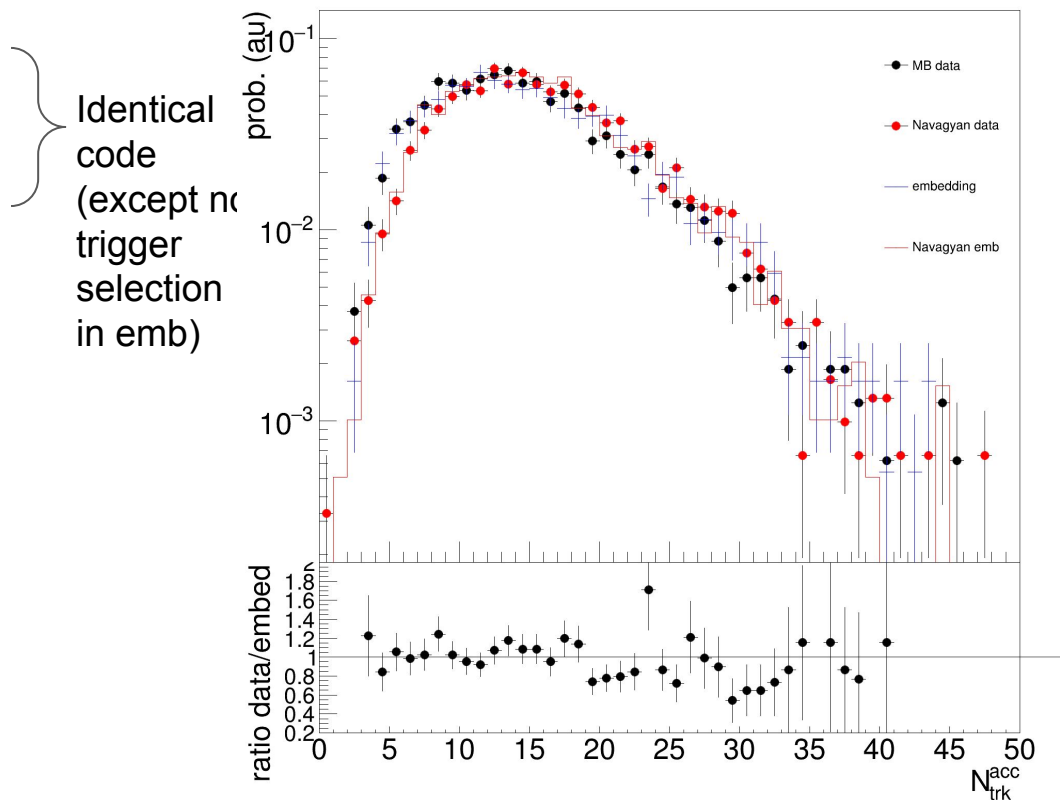 Identical
code
(except no
trigger
selection
in emb)
prob. (au)
10−1
10−2
10−3
MB data
Navagyan data
embedding
Navagyan emb
ratio data/embed
2
1.8
1.6
1.4
1.2
1
0.8
0.6
0.4
0.2
0 5 10 15 20 25 30 35 40 45 50
N acc trk